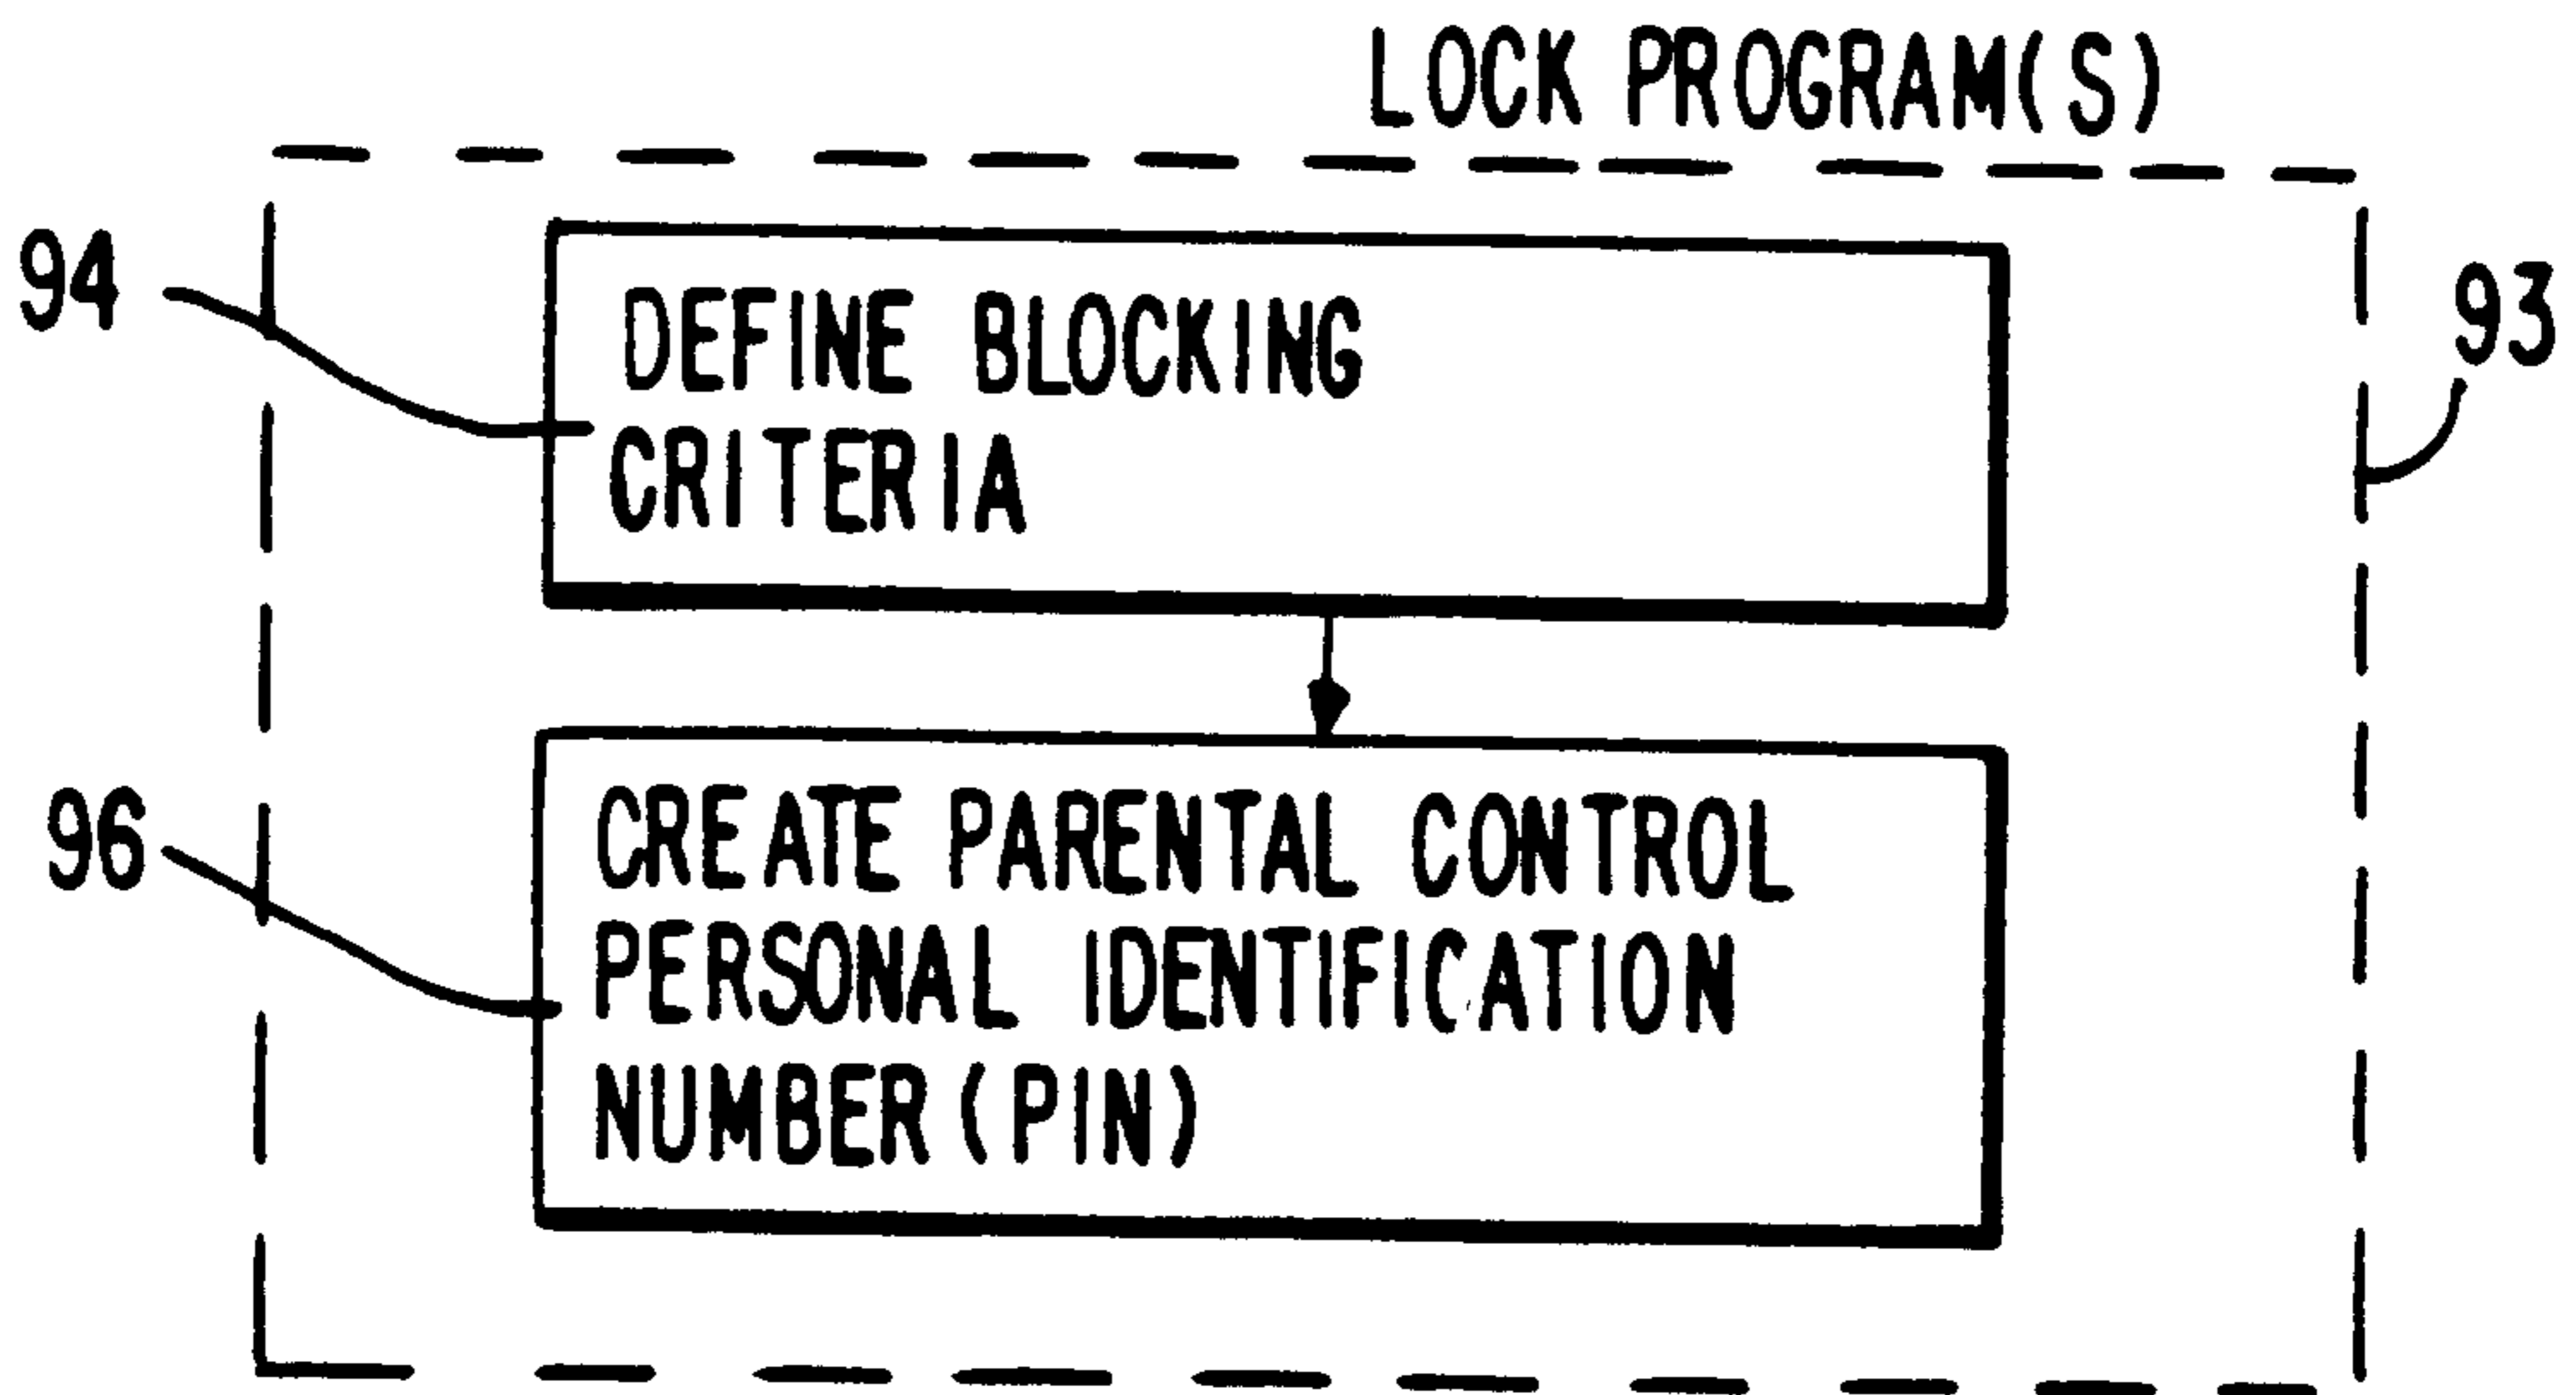 LOCK PROGRAM(S)
94
93
DEFINE BLOCKING
CRITERIA
96
CREATE PARENTAL CONTROL
PERSONAL IDENTIFICATION
NUMBER (PIN)